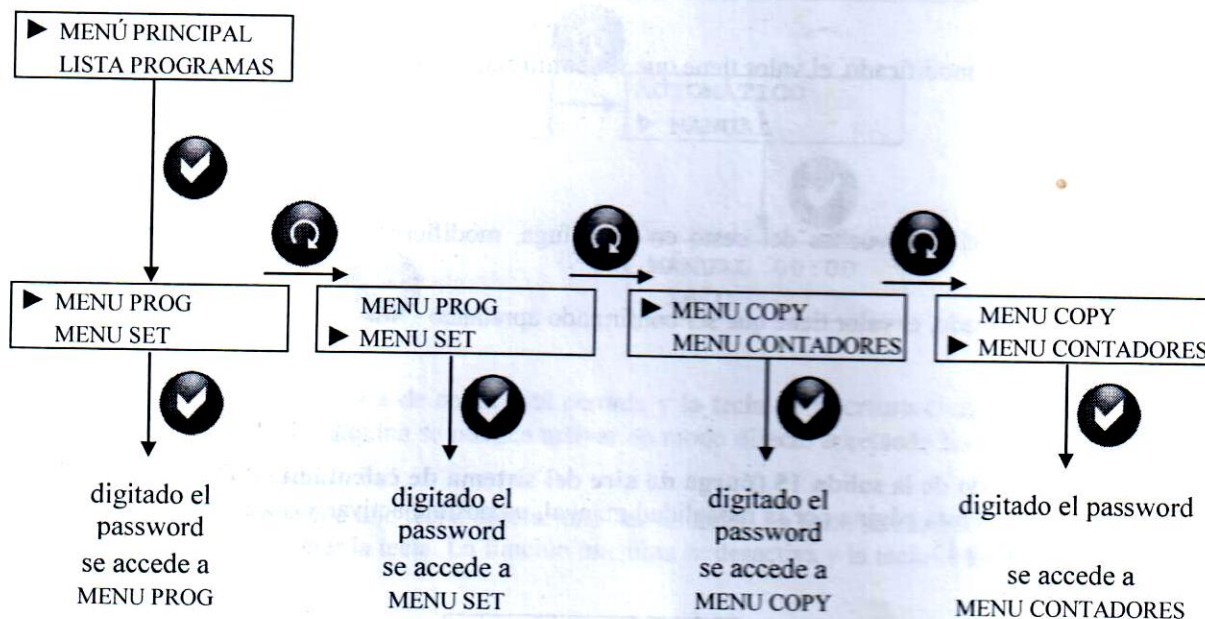 ► MENÚ PRINCIPAL
LISTA PROGRAMAS
► MENU PROG
MENU SET
MENU PROG
► MENU SET
► MENU COPY
MENU CONTADORES
MENU COPY
► MENU CONTADORES
digitado el
password
se accede a
MENU PROG
digitado el
password
se accede a
MENU SET
digitado el
password
se accede a
MENU COPY
digitado el password
se accede a
MENU CONTADORES